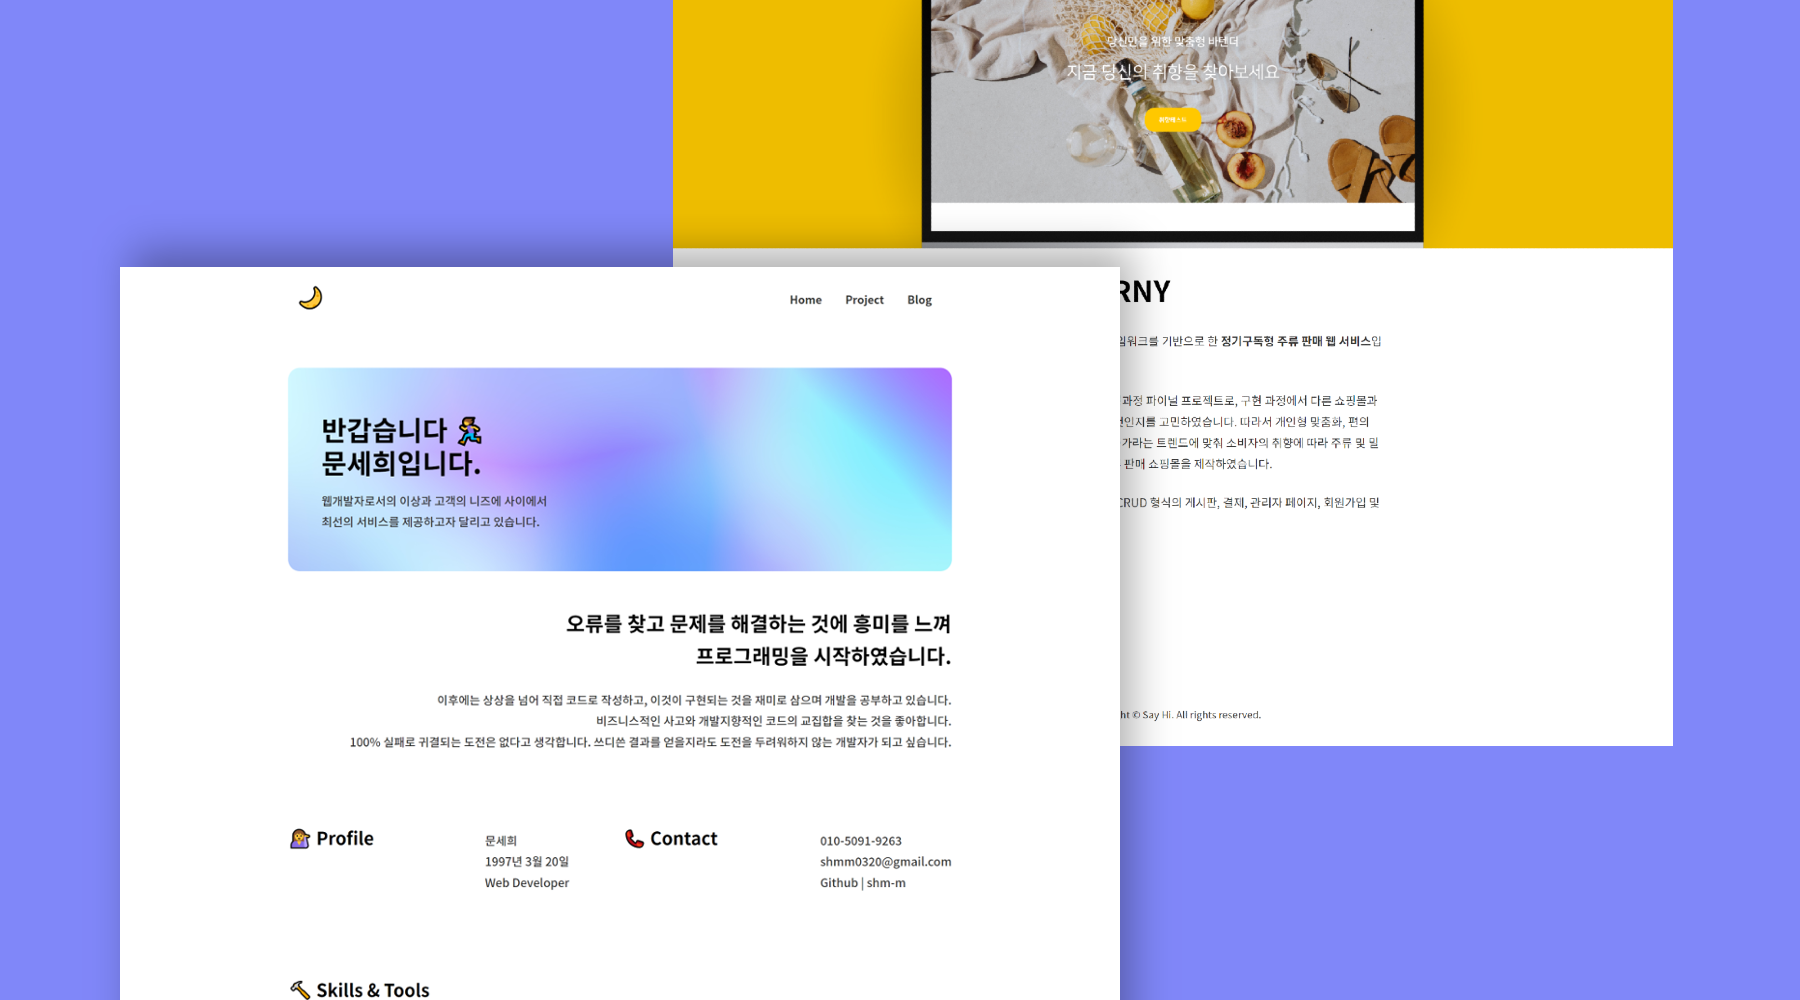 당신만을 위한 맞춤형 바텐더
지금 당신의 취향을 찾아보세요
취향테스트
RNY
워크를 기반으로 한 정기구독형 주류 판매 웹 서비스입
과정 파이널 프로젝트로, 구현 과정에서 다른 쇼핑몰과
인지를 고민하였습니다. 따라서 개인형 맞춤화, 편의
가라는 트렌드에 맞춰 소비자의 취향에 따라 주류 및 밀
판매 쇼핑몰을 제작하였습니다.
CRUD 형식의 게시판, 결제, 관리자 페이지, 회원가입 및
ht © Say Hi. All rights reserved.
Home Project Blog
반갑습니다
문세희입니다.
웹개발자로서의 이상과 고객의 니즈에 사이에서
최선의 서비스를 제공하고자 달리고 있습니다.
오류를 찾고 문제를 해결하는 것에 흥미를 느껴
프로그래밍을 시작하였습니다.
이후에는 상상을 넘어 직접 코드로 작성하고, 이것이 구현되는 것을 재미로 삼으며 개발을 공부하고 있습니다.
비즈니스적인 사고와 개발지향적인 코드의 교집합을 찾는 것을 좋아합니다.
100% 실패로 귀결되는 도전은 없다고 생각합니다. 쓰디쓴 결과를 얻을지라도 도전을 두려워하지 않는 개발자가 되고 싶습니다.
Profile
문세희
1997년 3월 20일
Web Developer
Contact
010-5091-9263
shmm0320@gmail.com
Github | shm-m
Skills & Tools